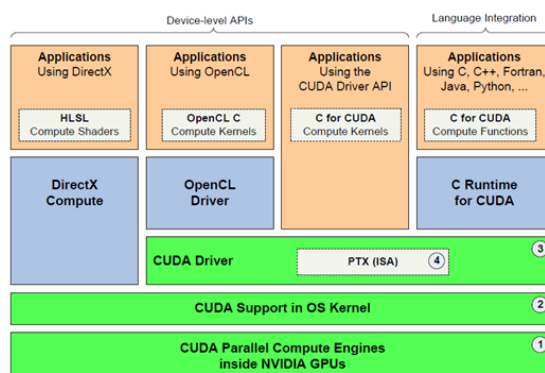 Device-level APIs
Language Integration
Applications
Using DirectX
HLSL
Compute Shaders
Applications
Using OpenCL
OpenCL C
Compute Kernels
Applications
Using the
CUDA Driver API
C for CUDA
Compute Kernels
Applications
Using C, C++, Fortran,
Java, Python, ...
C for CUDA
Compute Functions
DirectX
Compute
OpenCL
Driver
C Runtime
for CUDA
CUDA Driver
PTX (ISA)
4
3
CUDA Support in OS Kernel
2
CUDA Parallel Compute Engines
inside NVIDIA GPUs
1